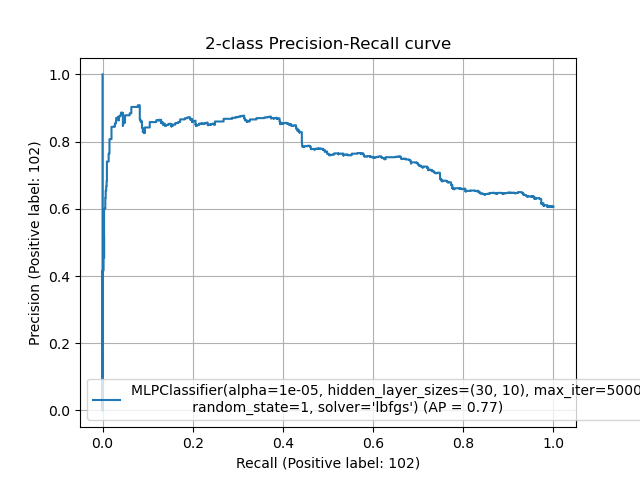 2-class Precision-Recall curve
Precision (Positive label: 102)
1.0
0.8
0.6
0.4
0.2
0.0
MLPClassifier(alpha=1e-05, hidden_layer_sizes=(30, 10), max_iter=5000
random_state=1, solver='lbfgs') (AP = 0.77)
0.0 0.2 0.4 0.6 0.8 1.0
Recall (Positive label: 102)